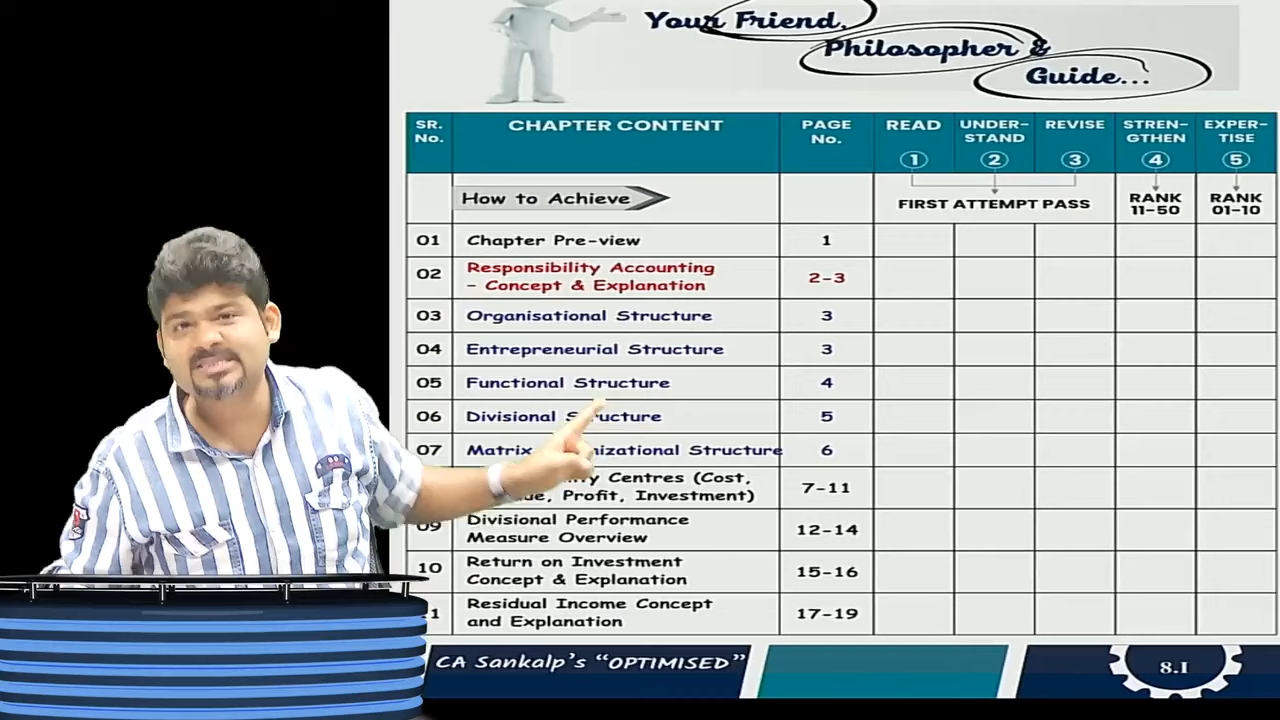 Your Friend,
Philosopher &
Guide...
SR. No. CHAPTER CONTENT PAGE No. READ UNDER-STAND REVISE STREN-GTHEN EXPER-TISE
1 2 3 4 5
How to Achieve FIRST ATTEMPT PASS RANK 11-50 RANK 01-10
01 Chapter Pre-view 1
02 Responsibility Accounting
– Concept & Explanation 2-3
03 Organisational Structure 3
04 Entrepreneurial Structure 3
05 Functional Structure 4
06 Divisional Structure 5
07 Matrix Structure 6
Centres (Cost,
Profit, Investment) 7-11
09 Divisional Performance
Measure Overview 12-14
10 Return on Investment
Concept & Explanation 15-16
Residual Income Concept
and Explanation 17-19
CA Sankalp's "OPTIMISED" 8.1